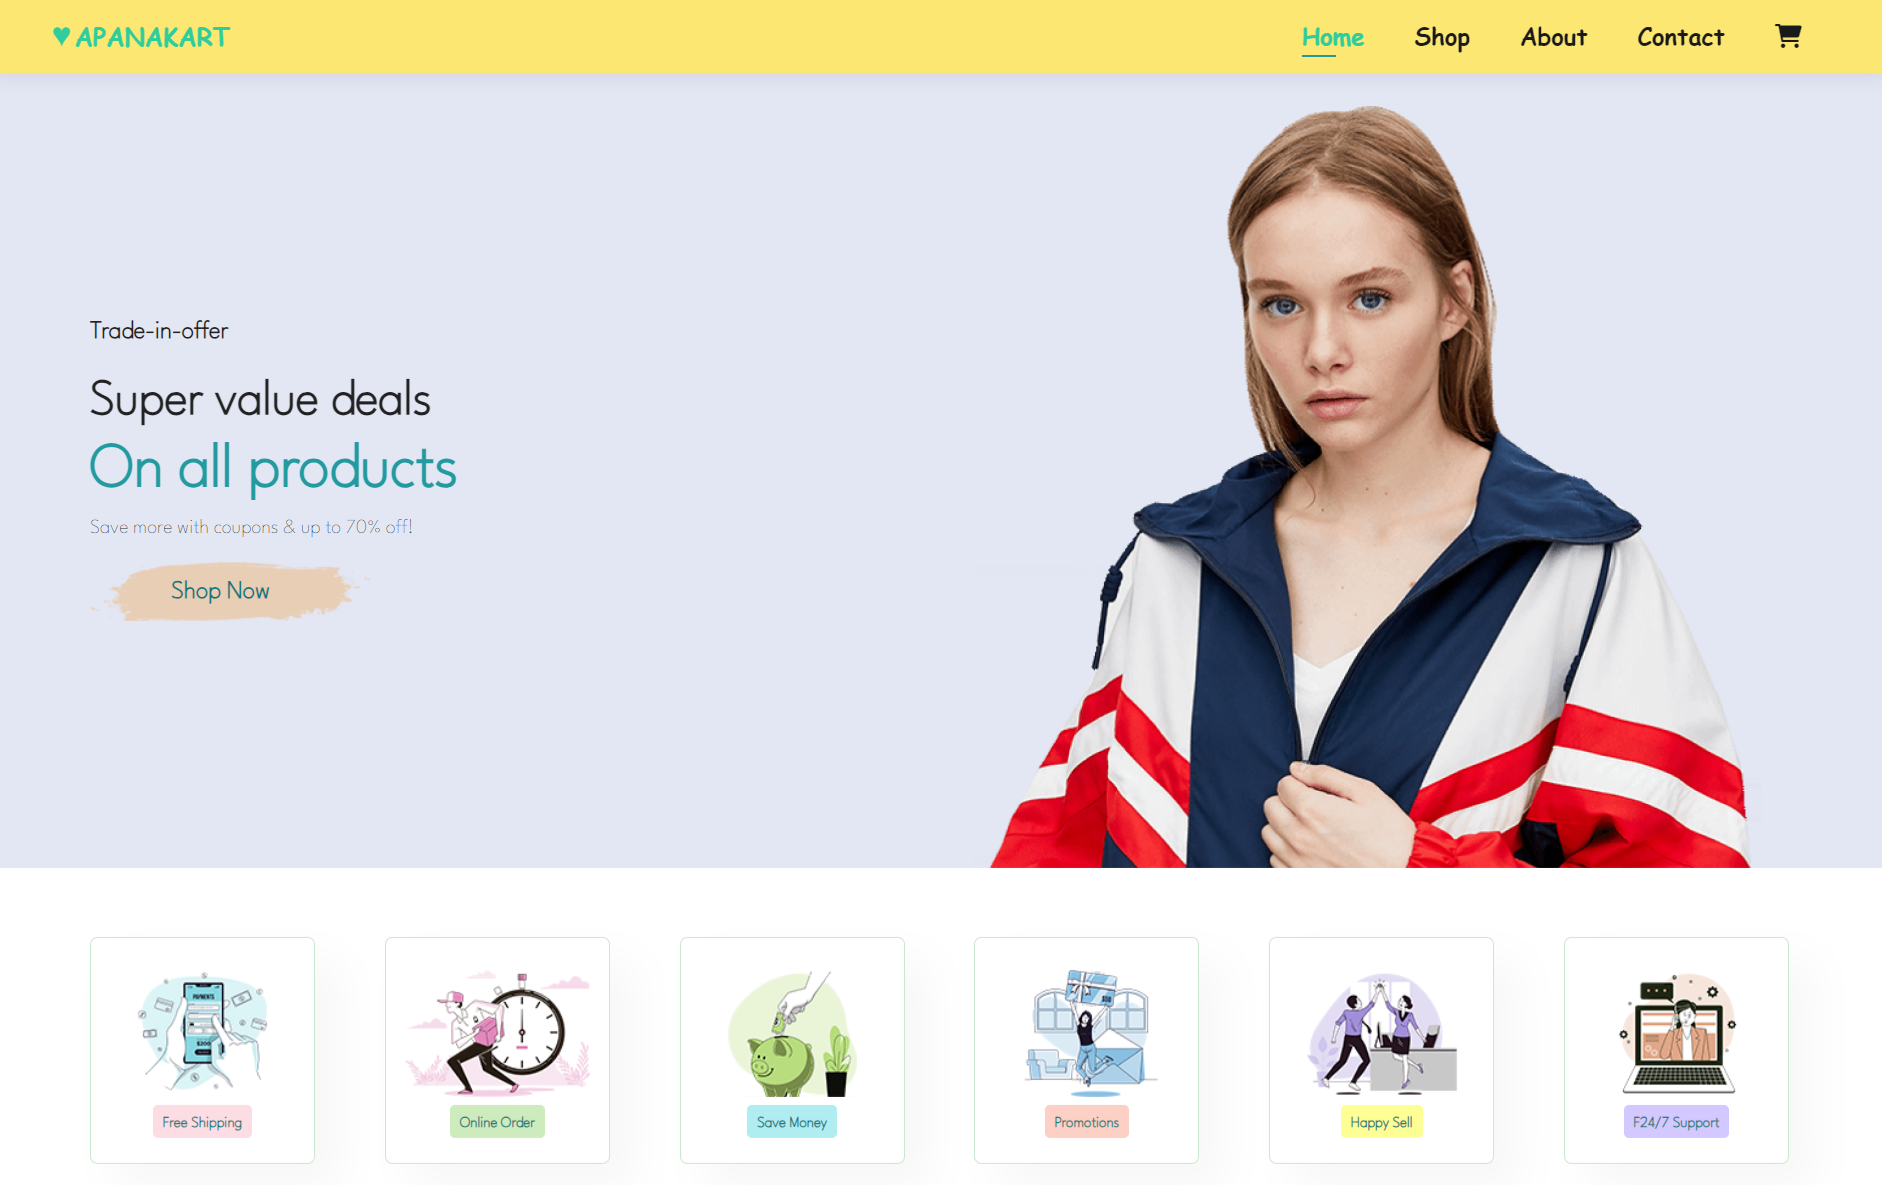 ♥ APANAKART
Home Shop About Contact
Trade-in-offer
Super value deals
On all products
Save more with coupons & up to 70% off!
Shop Now
PAYMENTS
$200
Free Shipping
Online Order
Save Money
Promotions
Happy Sell
F24/7 Support